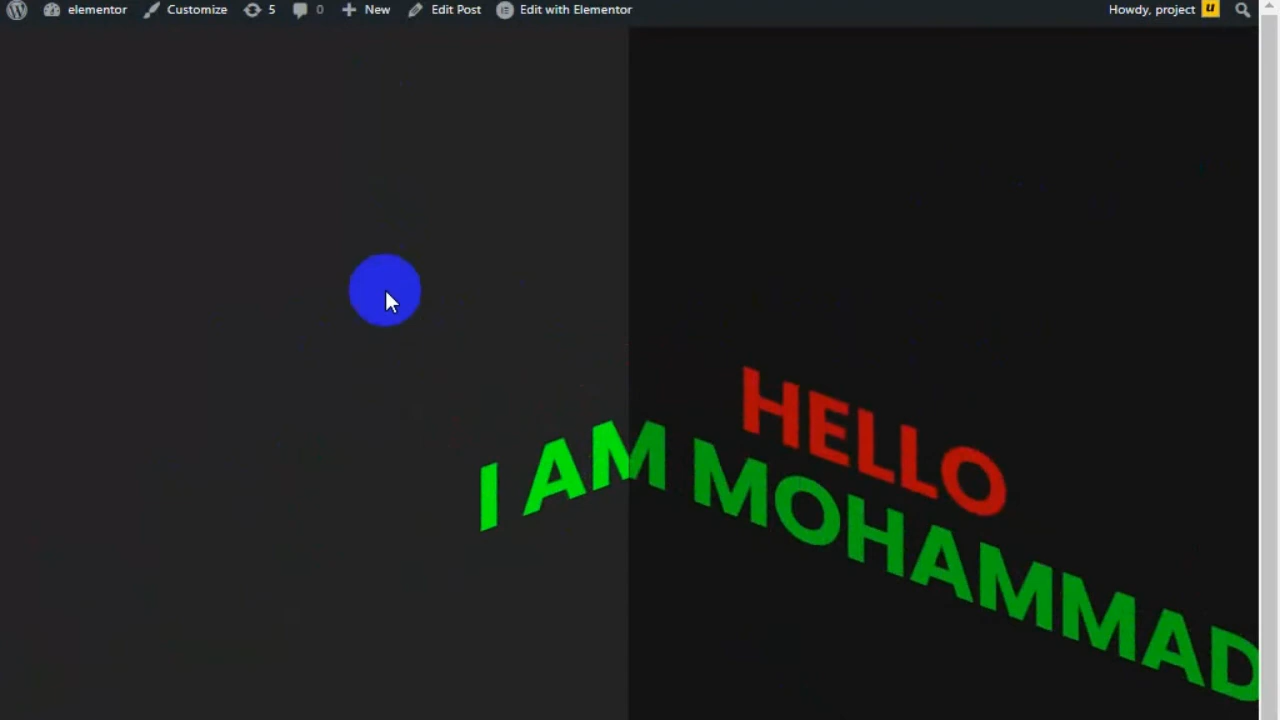 elementor Customize 5 0 New Edit Post Edit with Elementor Howdy, project u
HELLO
I AM MOHAMMAD